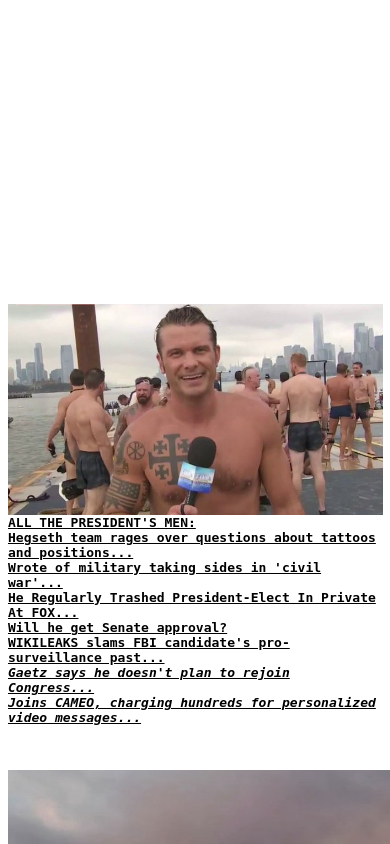 ALL THE PRESIDENT'S MEN:
Hegseth team rages over questions about tattoos
and positions...
Wrote of military taking sides in 'civil
war'...
He Regularly Trashed President-Elect In Private
At FOX...
Will he get Senate approval?
WIKILEAKS slams FBI candidate's pro-
surveillance past...
Gaetz says he doesn't plan to rejoin
Congress...
Joins CAMEO, charging hundreds for personalized
video messages...